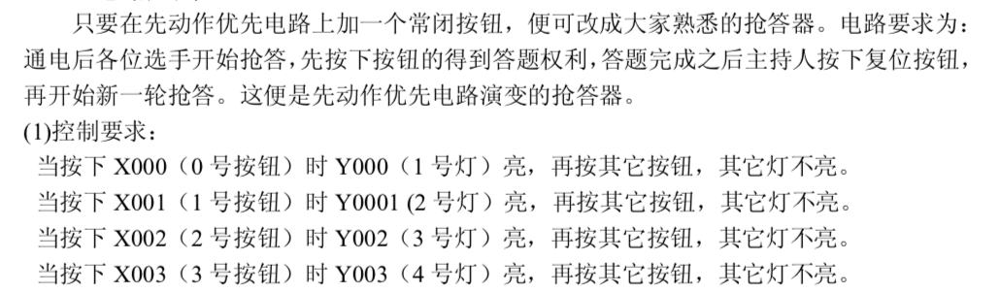 只要在先动作优先电路上加一个常闭按钮，便可改成大家熟悉的抢答器。电路要求为：
通电后各位选手开始抢答，先按下按钮的得到答题权利，答题完成之后主持人按下复位按钮，
再开始新一轮抢答。这便是先动作优先电路演变的抢答器。
(1)控制要求：
当按下 X000（0 号按钮）时 Y000（1 号灯）亮，再按其它按钮，其它灯不亮。
当按下 X001（1 号按钮）时 Y0001 (2 号灯）亮，再按其它按钮，其它灯不亮。
当按下 X002（2 号按钮）时 Y002（3 号灯）亮，再按其它按钮，其它灯不亮。
当按下 X003（3 号按钮）时 Y003（4 号灯）亮，再按其它按钮，其它灯不亮。